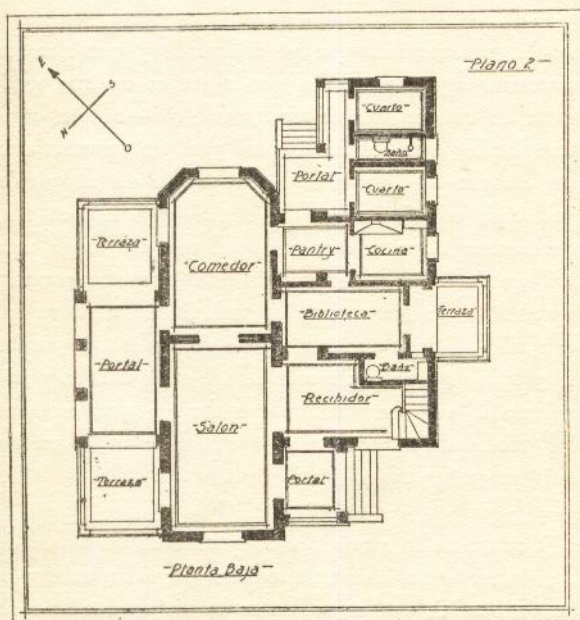 Plano 2
E
S
N
O
Cuarto
Baño
Portal
Cuarto
Terraza
Comedor
Pantry
Cocina
Biblioteca
Terraza
Portal
Baño
Recibidor
Salon
Terraza
Portal
Planta Baja